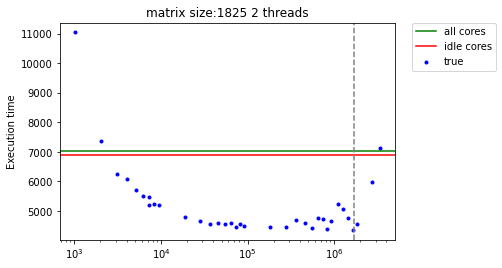 matrix size:1825 2 threads
Execution time
11000
10000
9000
8000
7000
6000
5000
10³
10⁴
10⁵
10⁶
all cores
idle cores
true